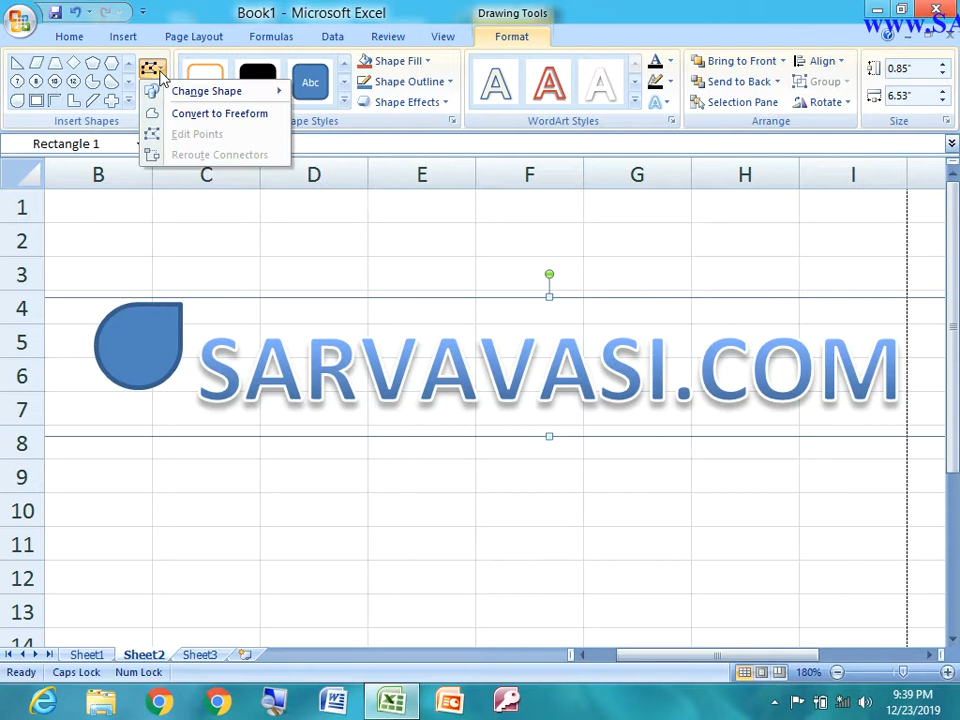 Book1 - Microsoft Excel
Drawing Tools
www.SA
Home Insert Page Layout Formulas Data Review View Format
Abc
Shape Fill
Shape Outline
Shape Effects
Bring to Front
Send to Back
Selection Pane
Align
Group
Rotate
0.85"
6.53"
Insert Shapes
ape Styles
WordArt Styles
Arrange
Size
Change Shape
Convert to Freeform
Edit Points
Reroute Connectors
Rectangle 1
B C D E F G H I
1
2
3
4
5
6
7
8
9
10
11
12
13
14
SARVAVASI.COM
Sheet1 Sheet2 Sheet3
Ready Caps Lock Num Lock 180%
9:39 PM
12/23/2019